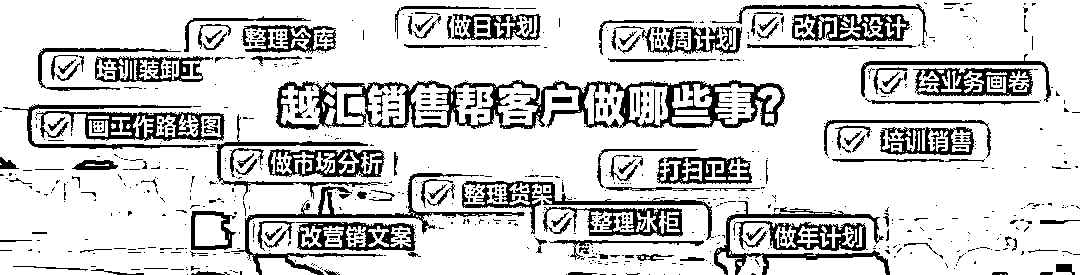 做日计划
改门头设计
整理冷库
做周计划
培训装卸工
绘业务画卷
越汇销售帮客户做哪些事?
画工作路线图
培训销售
做市场分析
打扫卫生
整理货架
整理冰柜
改营销文案
做年计划